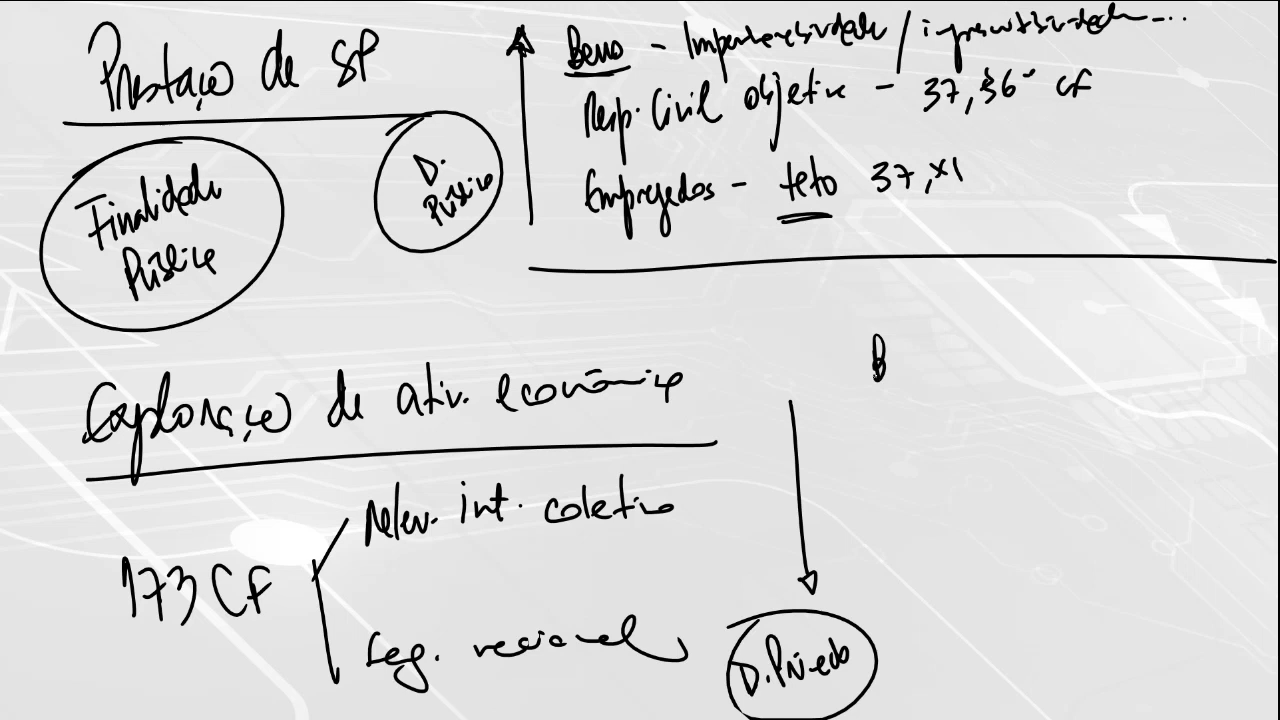 Prestação de SP
Finalidade
Pública
D.
Público
Bens - Impenhorabilidade / imprescritibilidade...
Resp. Civil objetiva - 37, §6º CF
Empregados - teto 37, XI
Exploração de ativ. econômica
173 CF
Relev. int. coletivo
Seg. nacional
B
D. Privado